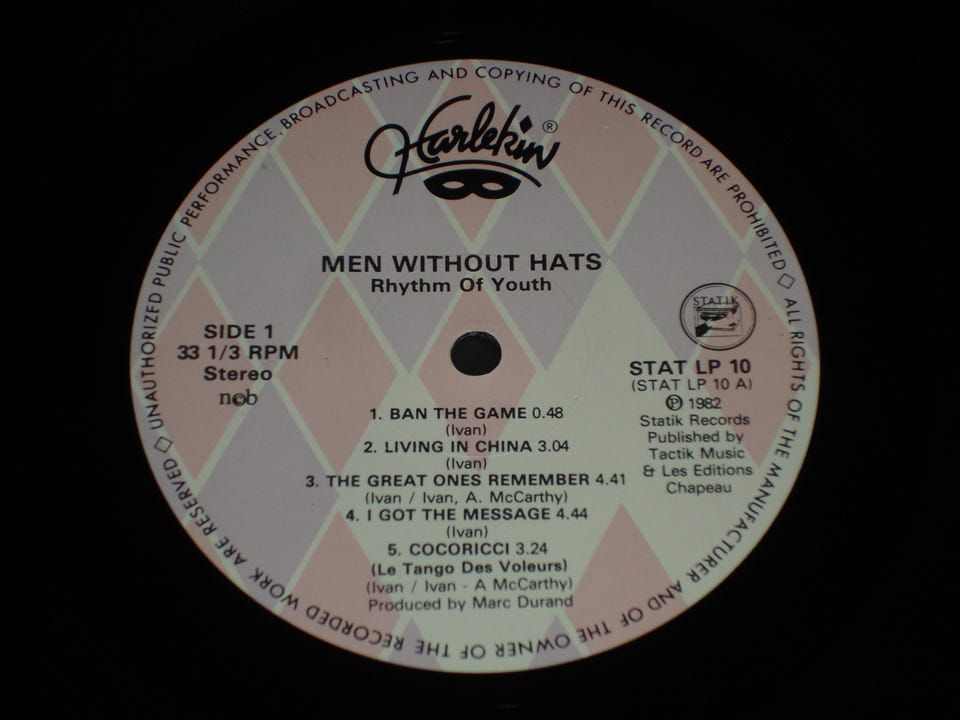 UNAUTHORIZED PUBLIC PERFORMANCE, BROADCASTING AND COPYING OF THIS RECORD ARE PROHIBITED ◇ ALL RIGHTS OF THE MANUFACTURER AND OF THE OWNER OF THE RECORDED WORK ARE RESERVED ◇
Harlekin ®
MEN WITHOUT HATS
Rhythm Of Youth
SIDE 1
33 1/3 RPM
Stereo
ncb
STATIK
STAT LP 10
(STAT LP 10 A)
Ⓟ 1982
Statik Records
Published by
Tactik Music
& Les Editions
Chapeau
1. BAN THE GAME 0.48
(Ivan)
2. LIVING IN CHINA 3.04
(Ivan)
3. THE GREAT ONES REMEMBER 4.41
(Ivan / Ivan, A. McCarthy)
4. I GOT THE MESSAGE 4.44
(Ivan)
5. COCORICCI 3.24
(Le Tango Des Voleurs)
(Ivan / Ivan - A McCarthy)
Produced by Marc Durand